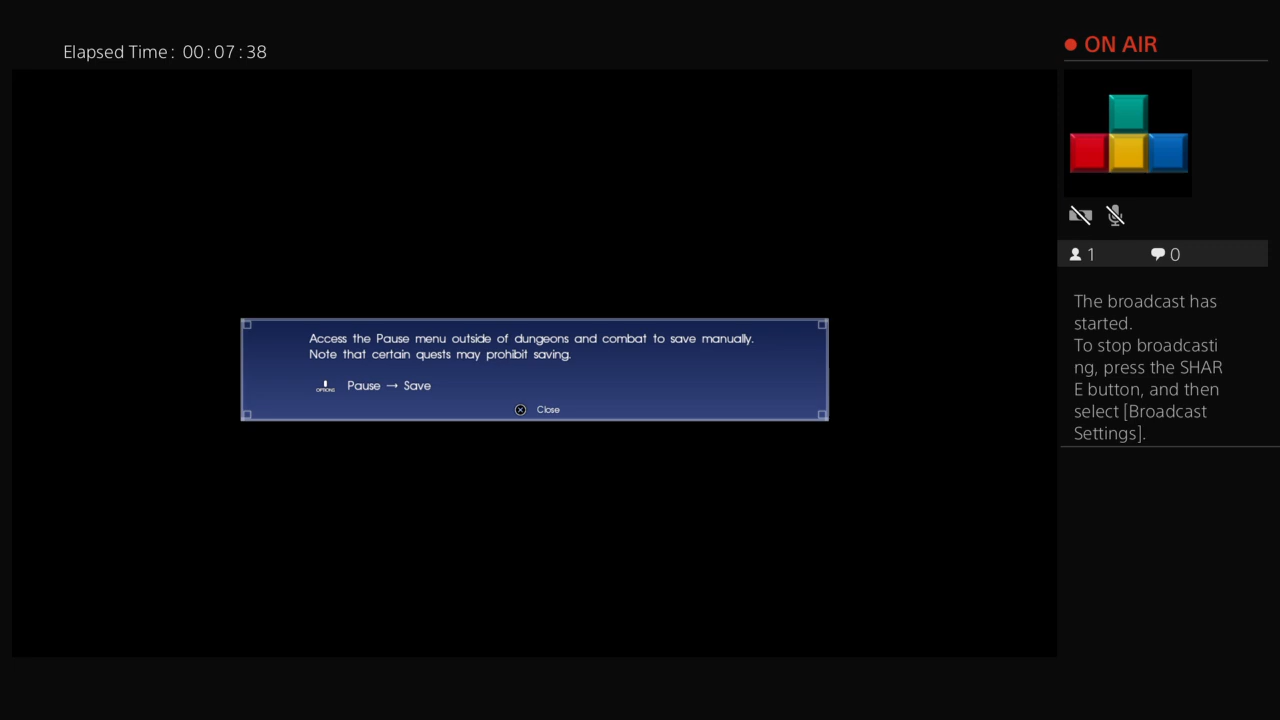 Elapsed Time: 00:07:38
ON AIR
1
0
Access the Pause menu outside of dungeons and combat to save manually.
Note that certain quests may prohibit saving.
OPTIONS Pause → Save
Close
The broadcast has
started.
To stop broadcasti
ng, press the SHAR
E button, and then
select [Broadcast
Settings].